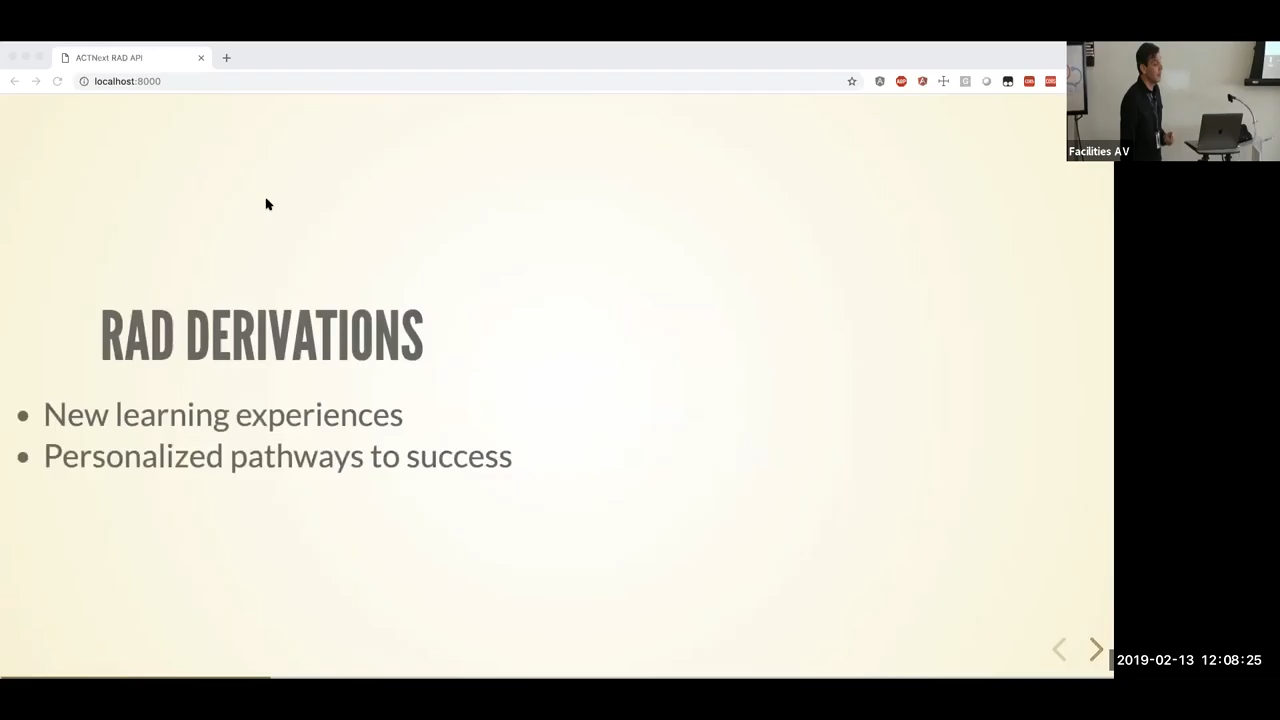 ACTNext RAD API
localhost:8000
Facilities AV
RAD DERIVATIONS
New learning experiences
Personalized pathways to success
2019-02-13 12:08:25